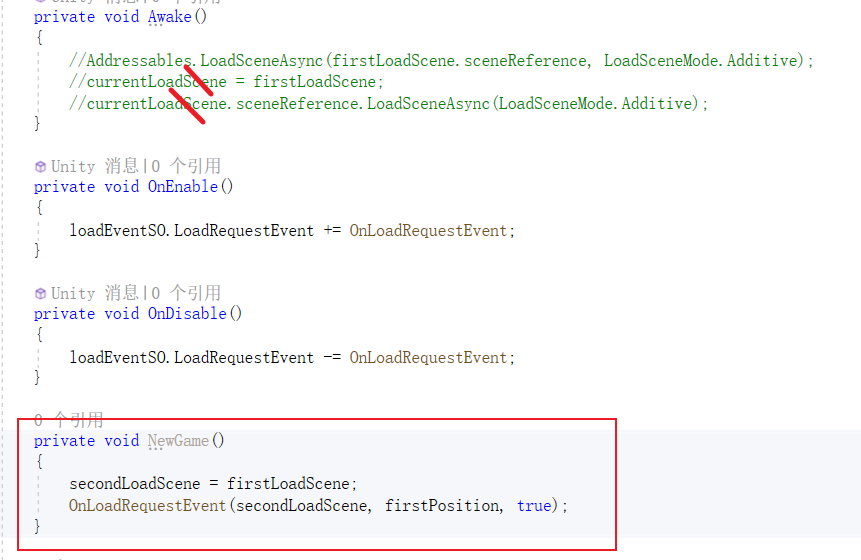 Unity 消息|0 个引用
private void Awake()
{
//Addressables.LoadSceneAsync(firstLoadScene.sceneReference, LoadSceneMode.Additive);
//currentLoadScene = firstLoadScene;
//currentLoadScene.sceneReference.LoadSceneAsync(LoadSceneMode.Additive);
}
Unity 消息|0 个引用
private void OnEnable()
{
loadEventSO.LoadRequestEvent += OnLoadRequestEvent;
}
Unity 消息|0 个引用
private void OnDisable()
{
loadEventSO.LoadRequestEvent -= OnLoadRequestEvent;
}
0 个引用
private void NewGame()
{
secondLoadScene = firstLoadScene;
OnLoadRequestEvent(secondLoadScene, firstPosition, true);
}